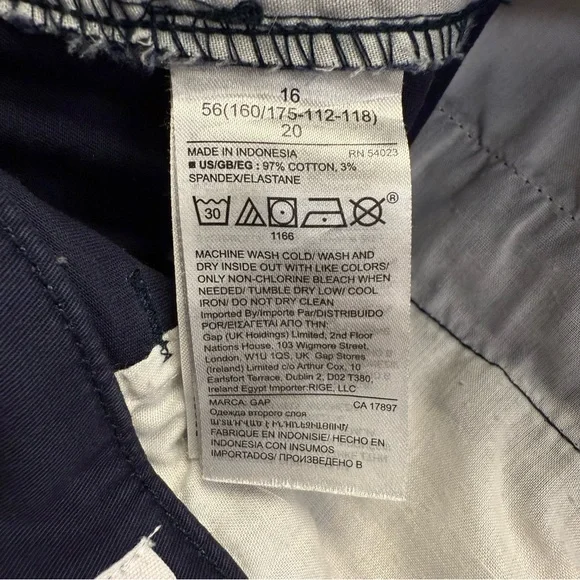 16
56(160/175-112-118)
20
MADE IN INDONESIA RN 54023
■ US/GB/EG : 97% COTTON, 3%
SPANDEX/ELASTANE
30 ®
1166
MACHINE WASH COLD/ WASH AND
DRY INSIDE OUT WITH LIKE COLORS/
ONLY NON-CHLORINE BLEACH WHEN
NEEDED/ TUMBLE DRY LOW/ COOL
IRON/ DO NOT DRY CLEAN
Imported by/Importe Par/DISTRIBUIDO
POR/ΕΙΣΑΓΕΤΑΙ ΑΠΟ ΤΗΝ:
Gap (UK Holdings) Limited, 2nd Floor
Nations House, 103 Wigmore Street,
London, W1U 1QS, UK Gap Stores
(Ireland) Limited c/o Arthur Cox, 10
Earlsfort Terrace, Dublin 2, D02 T380,
Ireland Egypt Importer:RIGE, LLC
MARCA: GAP CA 17897
Одежда второго слоя
FABRIQUE EN INDONESIE/ HECHO EN
INDONESIA CON INSUMOS
IMPORTADOS/ ПРОИЗВЕДЕНО В